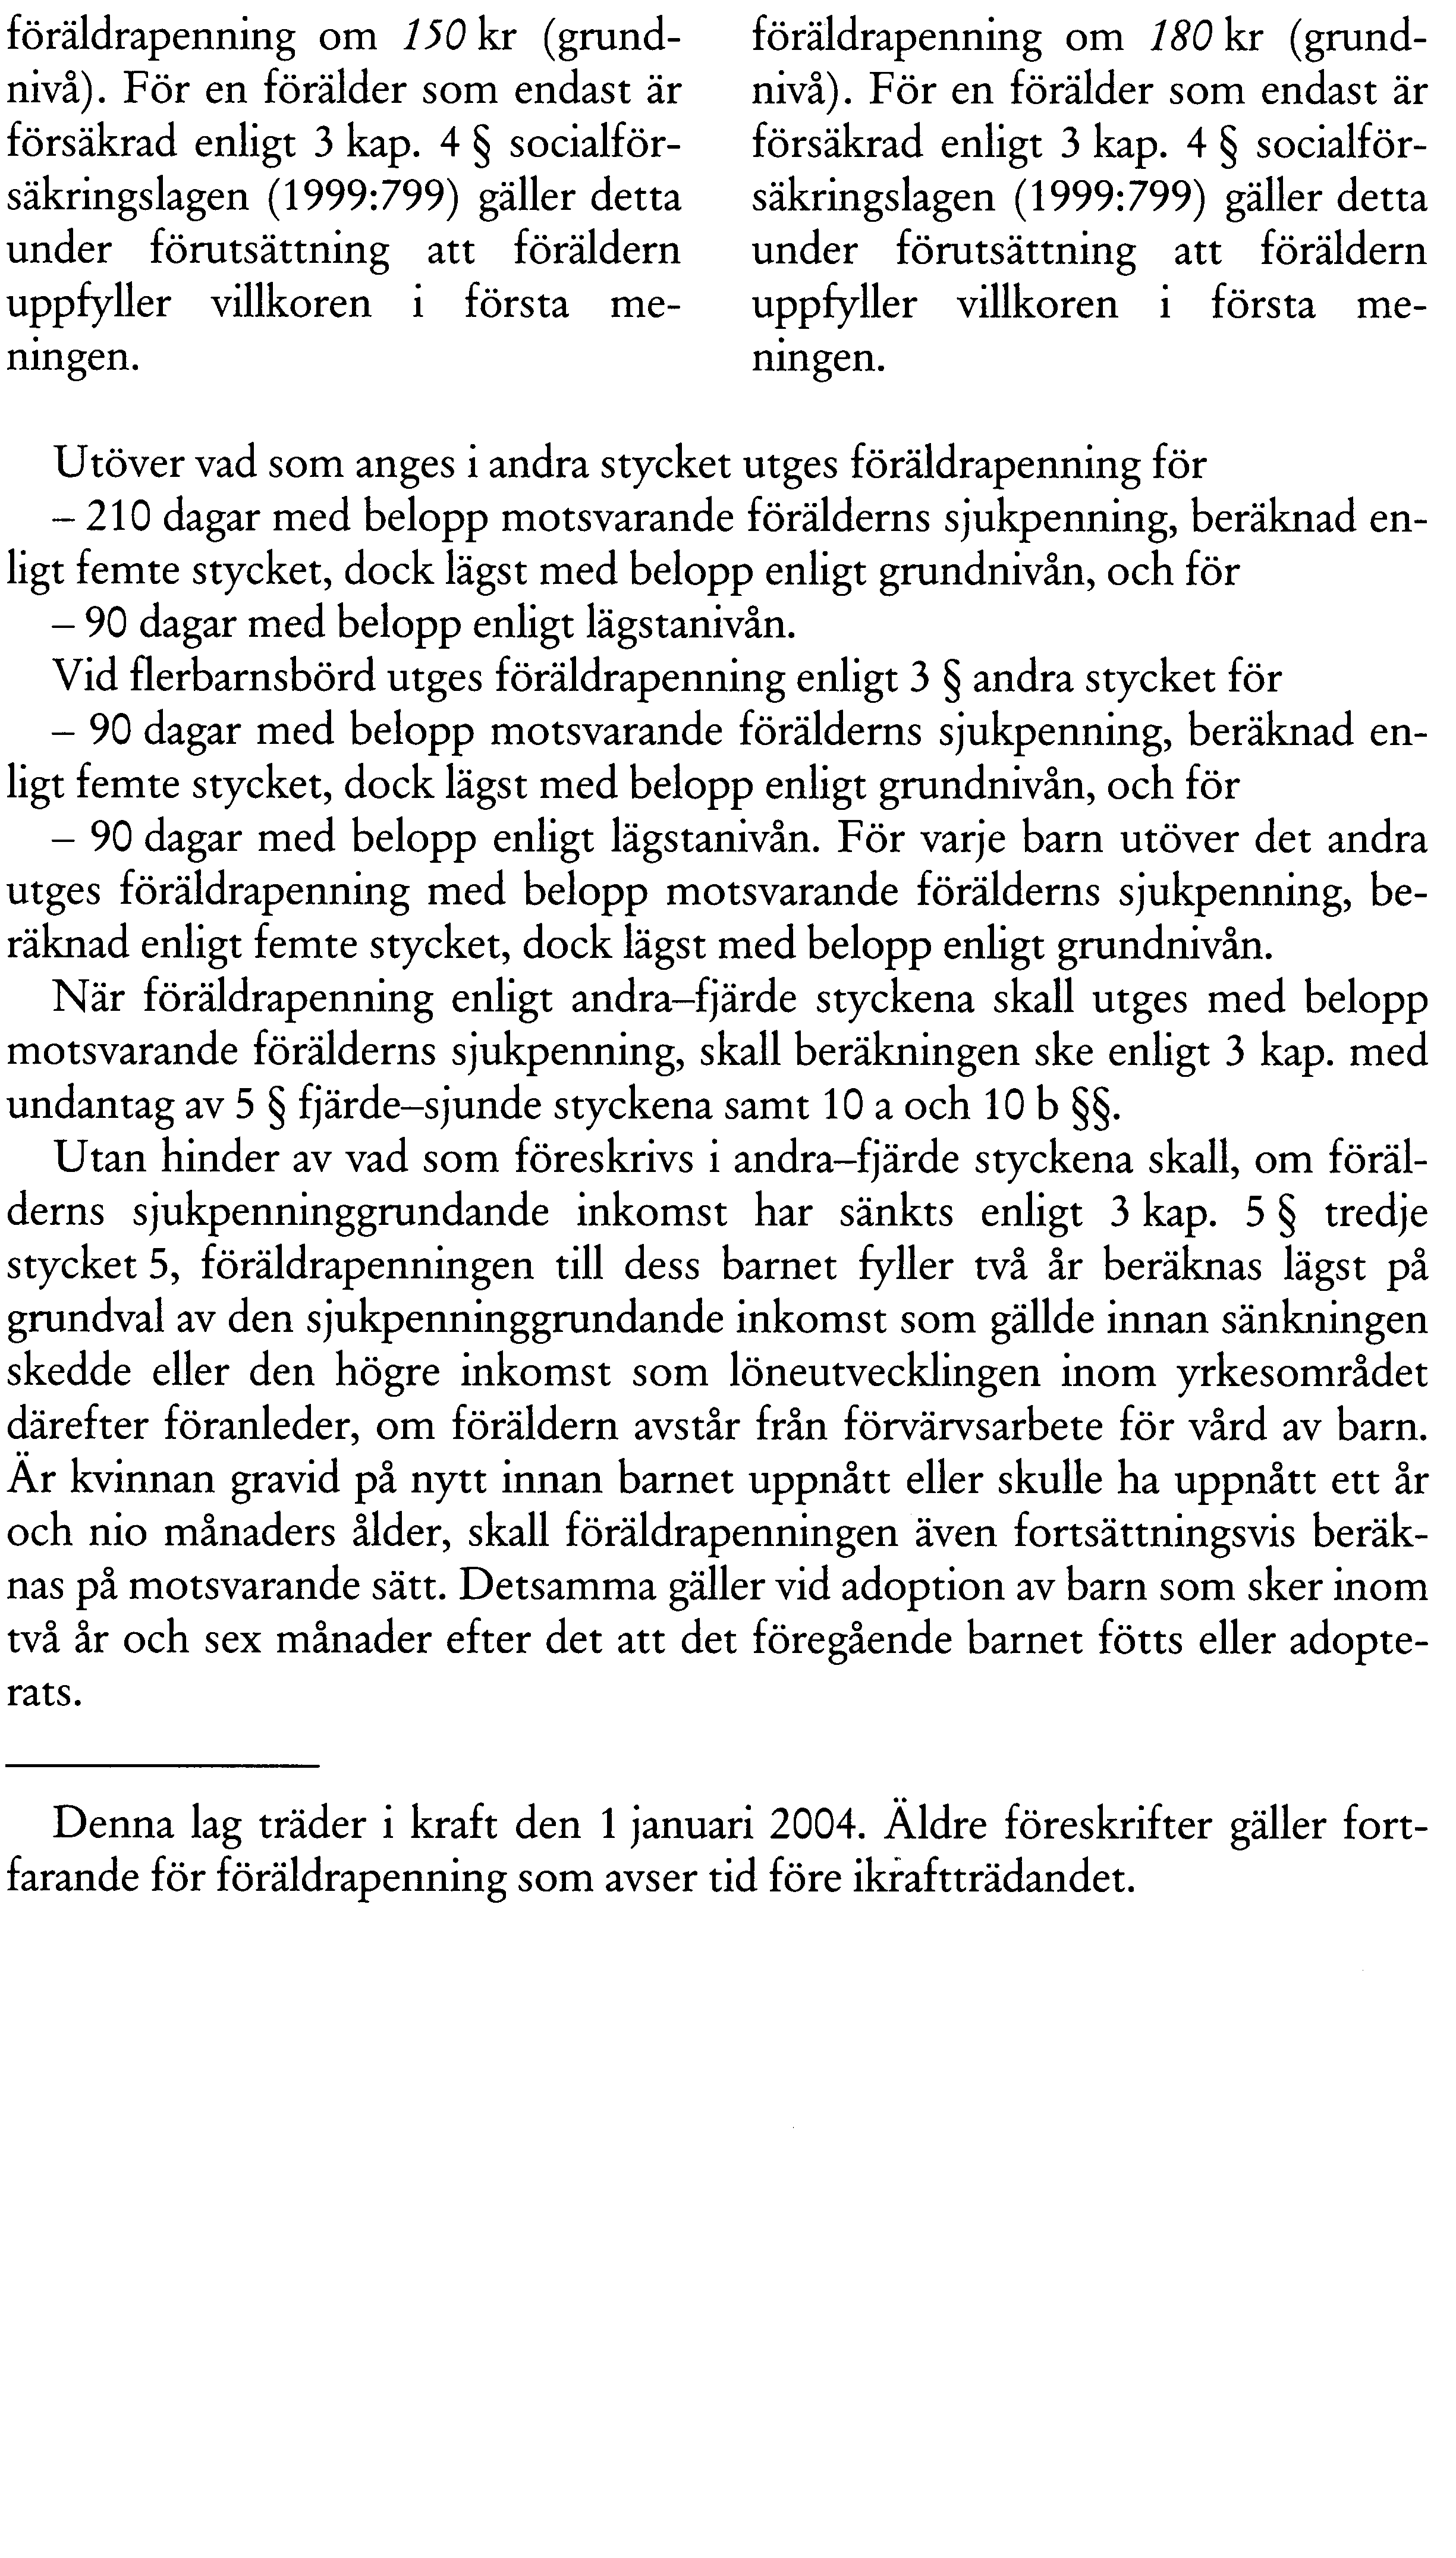 föräldrapenning om 150 kr (grund-
nivå). För en förälder som endast är
försäkrad enligt 3 kap. 4 § socialför-
säkringslagen (1999:799) gäller detta
under förutsättning att föräldern
uppfyller villkoren i första me-
ningen.
föräldrapenning om 180 kr (grund-
nivå). För en förälder som endast är
försäkrad enligt 3 kap. 4 § socialför-
säkringslagen (1999:799) gäller detta
under förutsättning att föräldern
uppfyller villkoren i första me-
ningen.
Utöver vad som anges i andra stycket utges föräldrapenning för
– 210 dagar med belopp motsvarande förälderns sjukpenning, beräknad en-
ligt femte stycket, dock lägst med belopp enligt grundnivån, och för
– 90 dagar med belopp enligt lägstanivån.
Vid flerbarnsbörd utges föräldrapenning enligt 3 § andra stycket för
– 90 dagar med belopp motsvarande förälderns sjukpenning, beräknad en-
ligt femte stycket, dock lägst med belopp enligt grundnivån, och för
– 90 dagar med belopp enligt lägstanivån. För varje barn utöver det andra
utges föräldrapenning med belopp motsvarande förälderns sjukpenning, be-
räknad enligt femte stycket, dock lägst med belopp enligt grundnivån.
När föräldrapenning enligt andra–fjärde styckena skall utges med belopp
motsvarande förälderns sjukpenning, skall beräkningen ske enligt 3 kap. med
undantag av 5 § fjärde–sjunde styckena samt 10 a och 10 b §§.
Utan hinder av vad som föreskrivs i andra–fjärde styckena skall, om föräl-
derns sjukpenninggrundande inkomst har sänkts enligt 3 kap. 5 § tredje
stycket 5, föräldrapenningen till dess barnet fyller två år beräknas lägst på
grundval av den sjukpenninggrundande inkomst som gällde innan sänkningen
skedde eller den högre inkomst som löneutvecklingen inom yrkesområdet
därefter föranleder, om föräldern avstår från förvärvsarbete för vård av barn.
Är kvinnan gravid på nytt innan barnet uppnått eller skulle ha uppnått ett år
och nio månaders ålder, skall föräldrapenningen även fortsättningsvis beräk-
nas på motsvarande sätt. Detsamma gäller vid adoption av barn som sker inom
två år och sex månader efter det att det föregående barnet fötts eller adopte-
rats.
Denna lag träder i kraft den 1 januari 2004. Äldre föreskrifter gäller fort-
farande för föräldrapenning som avser tid före ikraftträdandet.